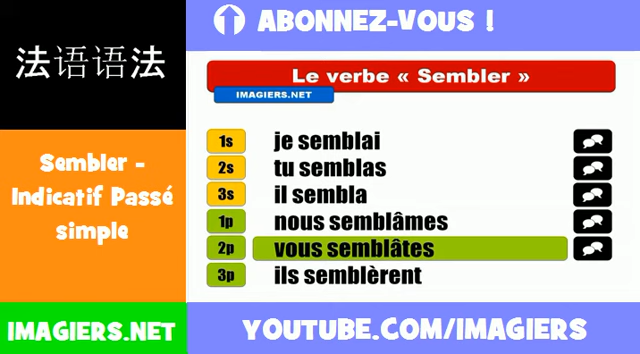 法语语法
Sembler -
Indicatif Passé
simple
IMAGIERS.NET
ABONNEZ-VOUS !
Le verbe « Sembler »
IMAGIERS.NET
1s je semblai
2s tu semblas
3s il sembla
1p nous semblâmes
2p vous semblâtes
3p ils semblèrent
YOUTUBE.COM/IMAGIERS